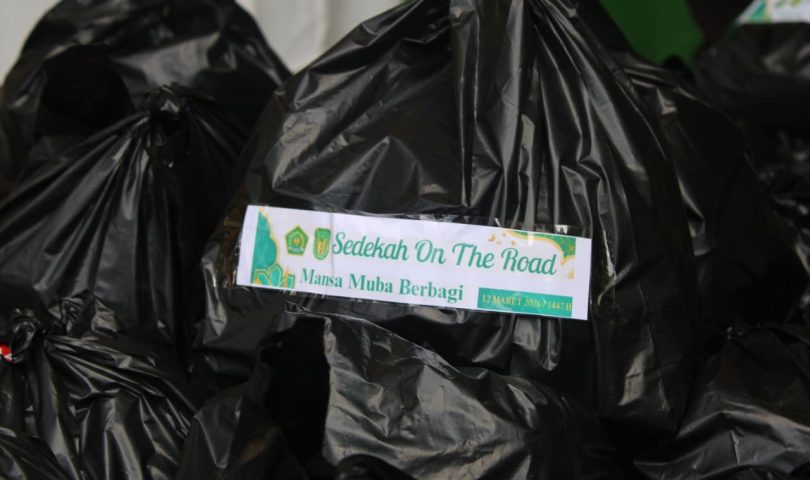 Sedekah On The Road
Mansa Muba Berbagi
12 MARET 2026 / 1447 H